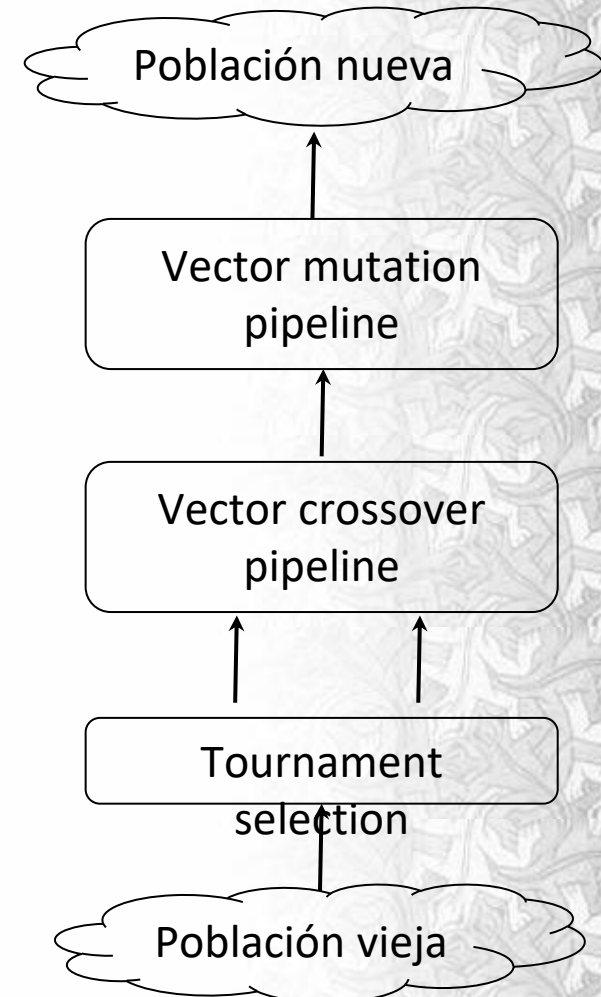 Población nueva
Vector mutation
pipeline
Vector crossover
pipeline
Tournament
selection
Población vieja